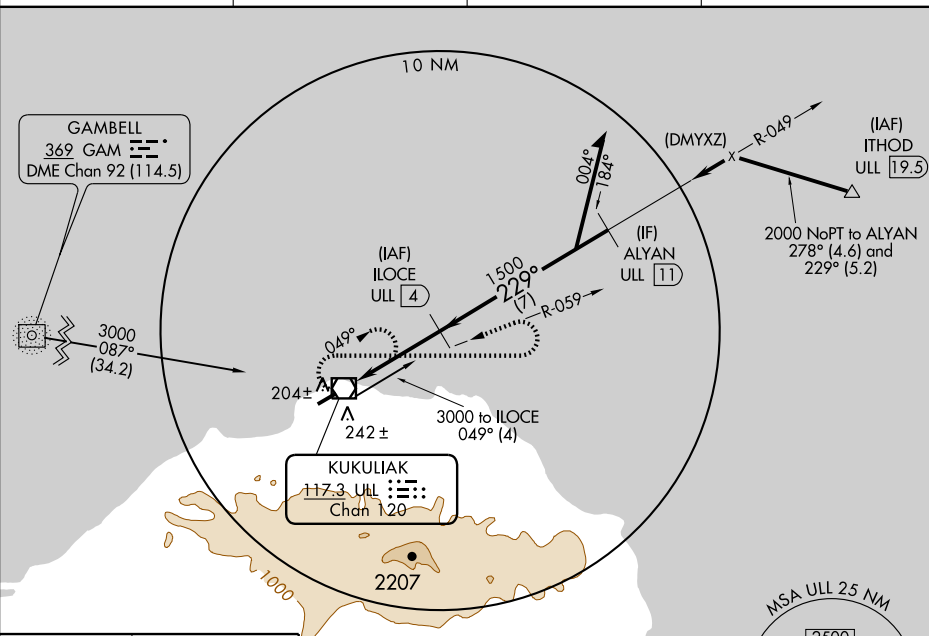 10 NM
GAMBELL
369 GAM
DME Chan 92 (114.5)
(DMYXZ)
R-049
(IAF)
ITHOD
ULL 19.5
004°
184°
2000 NoPT to ALYAN
278° (4.6) and
229° (5.2)
(IF)
ALYAN
ULL 11
(IAF)
ILOCE
ULL 4
1500
229°
(7)
R-059
3000
087°
(34.2)
049°
204±
242±
3000 to ILOCE
049° (4)
KUKULIAK
117.3 ULL
Chan 120
1000
2207
MSA ULL 25 NM